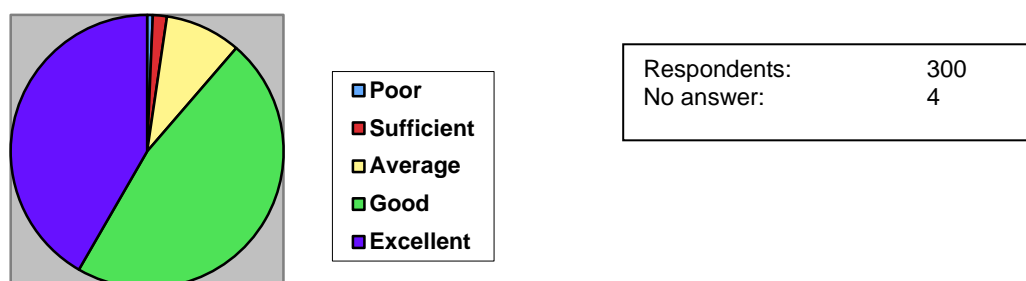 Poor
Sufficient
Average
Good
Excellent
Respondents: 300
No answer: 4